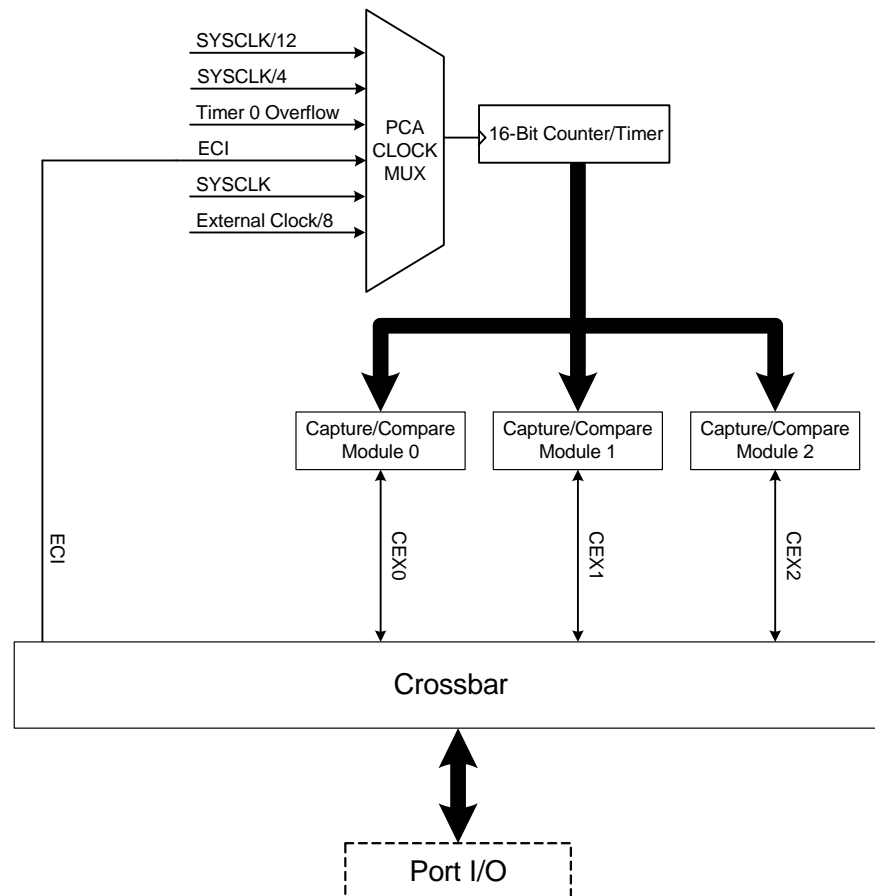 SYSCLK/12
SYSCLK/4
Timer 0 Overflow
ECI
SYSCLK
External Clock/8
PCA
CLOCK
MUX
16-Bit Counter/Timer
Capture/Compare
Module 0
Capture/Compare
Module 1
Capture/Compare
Module 2
ECI
CEX0
CEX1
CEX2
Crossbar
Port I/O